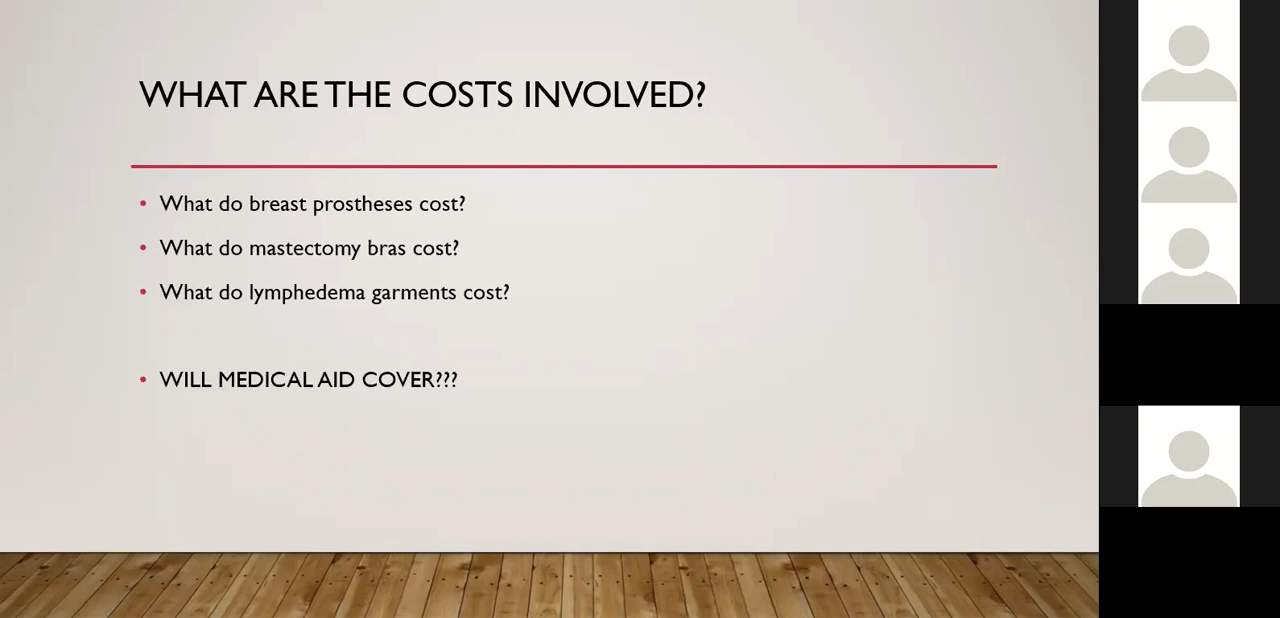 WHAT ARE THE COSTS INVOLVED?
• What do breast prostheses cost?
• What do mastectomy bras cost?
• What do lymphedema garments cost?
• WILL MEDICAL AID COVER???